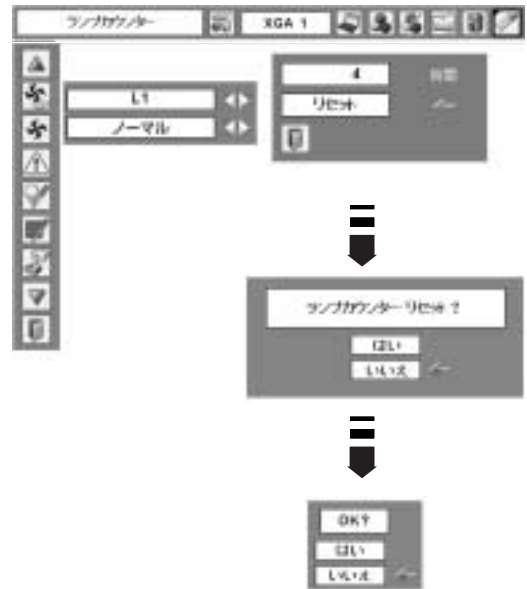 ランプカウンター XGA 1
4 時間
L1
リセット
ノーマル
ランプカウンター リセット ?
はい
いいえ
OK?
はい
いいえ